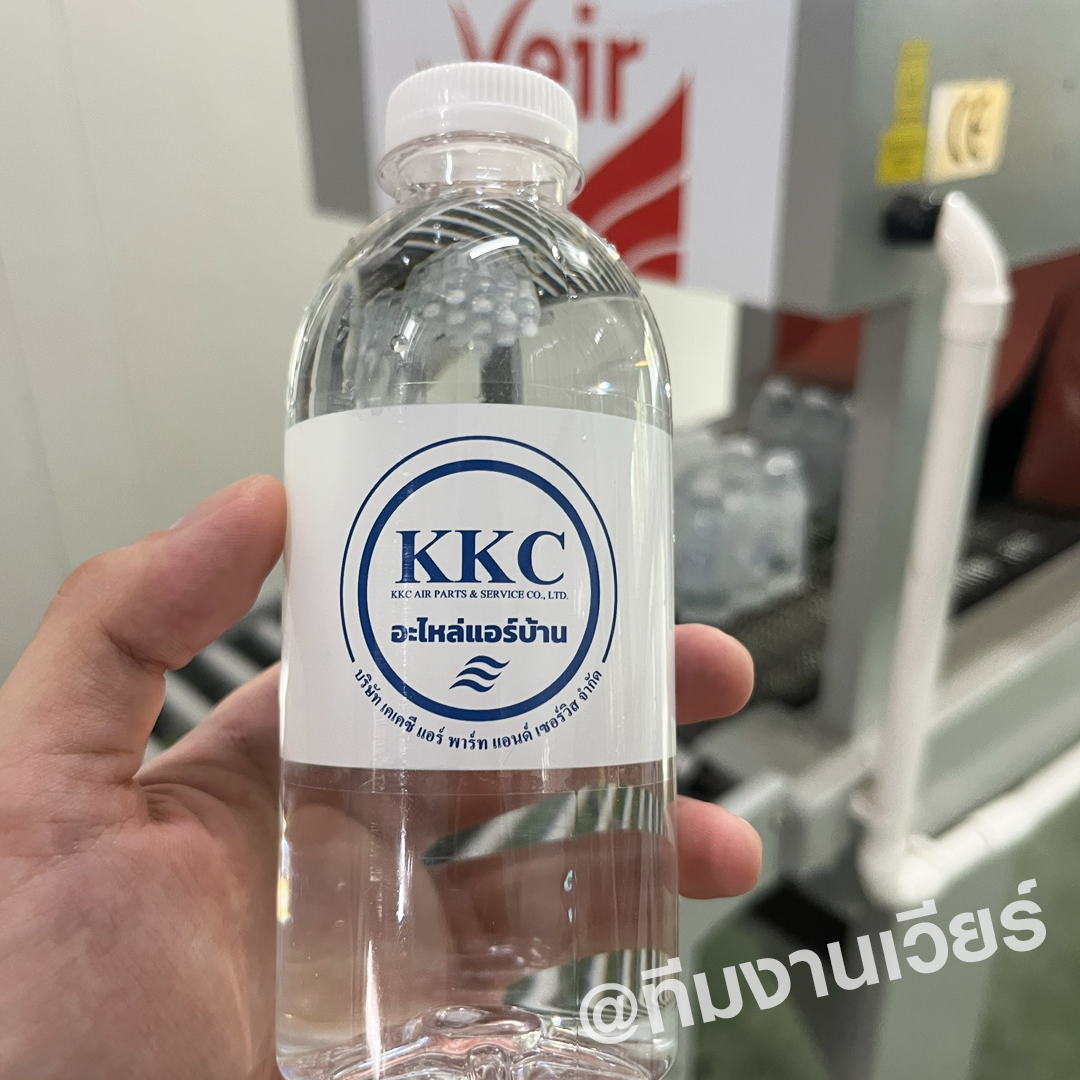 Veir
KKC
KKC AIR PARTS & SERVICE CO., LTD.
อะไหล่แอร์บ้าน
บริษัท เคเคซี แอร์ พาร์ท แอนด์ เซอร์วิส จำกัด
@ทีมงานเวียร์